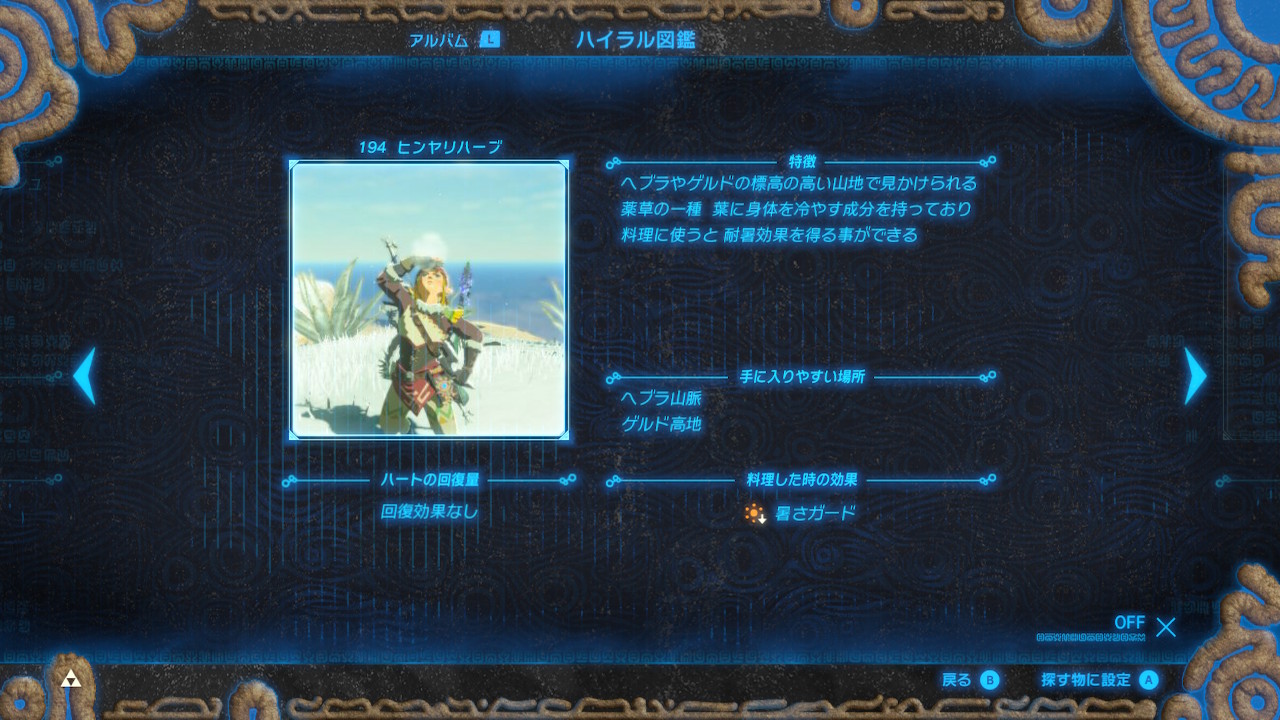 アルバム L
ハイラル図鑑
194 ヒンヤリハーブ
特徴
ヘブラやゲルドの標高の高い山地で見かけられる
薬草の一種 葉に身体を冷やす成分を持っており
料理に使うと 耐暑効果を得る事ができる
手に入りやすい場所
ヘブラ山脈
ゲルド高地
ハートの回復量
回復効果なし
料理した時の効果
暑さガード
OFF
戻る B
探す物に設定 A